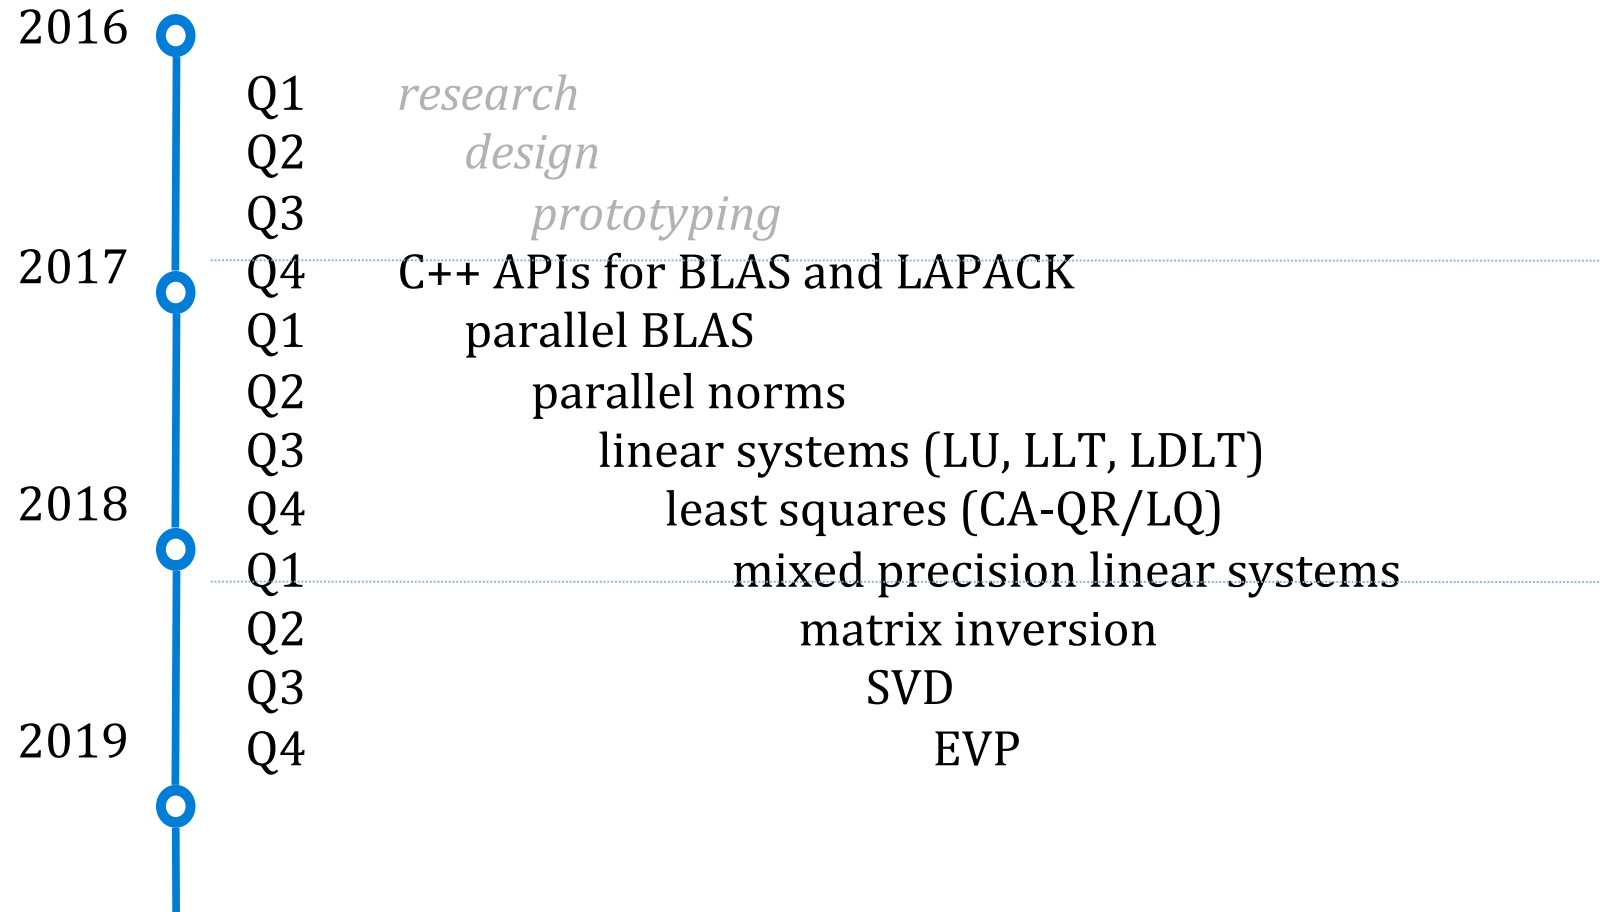 2016
Q1 research
Q2 design
Q3 prototyping
2017 Q4 C++ APIs for BLAS and LAPACK
Q1 parallel BLAS
Q2 parallel norms
Q3 linear systems (LU, LLT, LDLT)
2018 Q4 least squares (CA-QR/LQ)
Q1 mixed precision linear systems
Q2 matrix inversion
Q3 SVD
2019 Q4 EVP